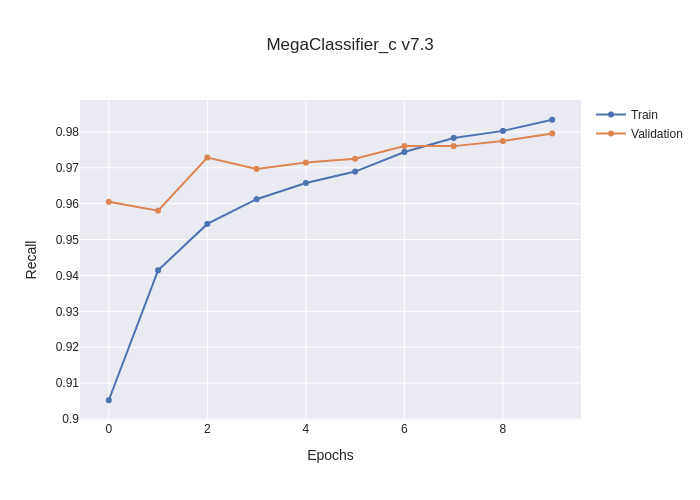 MegaClassifier_c v7.3
Train
Validation
Recall
0.98
0.97
0.96
0.95
0.94
0.93
0.92
0.91
0.9
0 2 4 6 8
Epochs